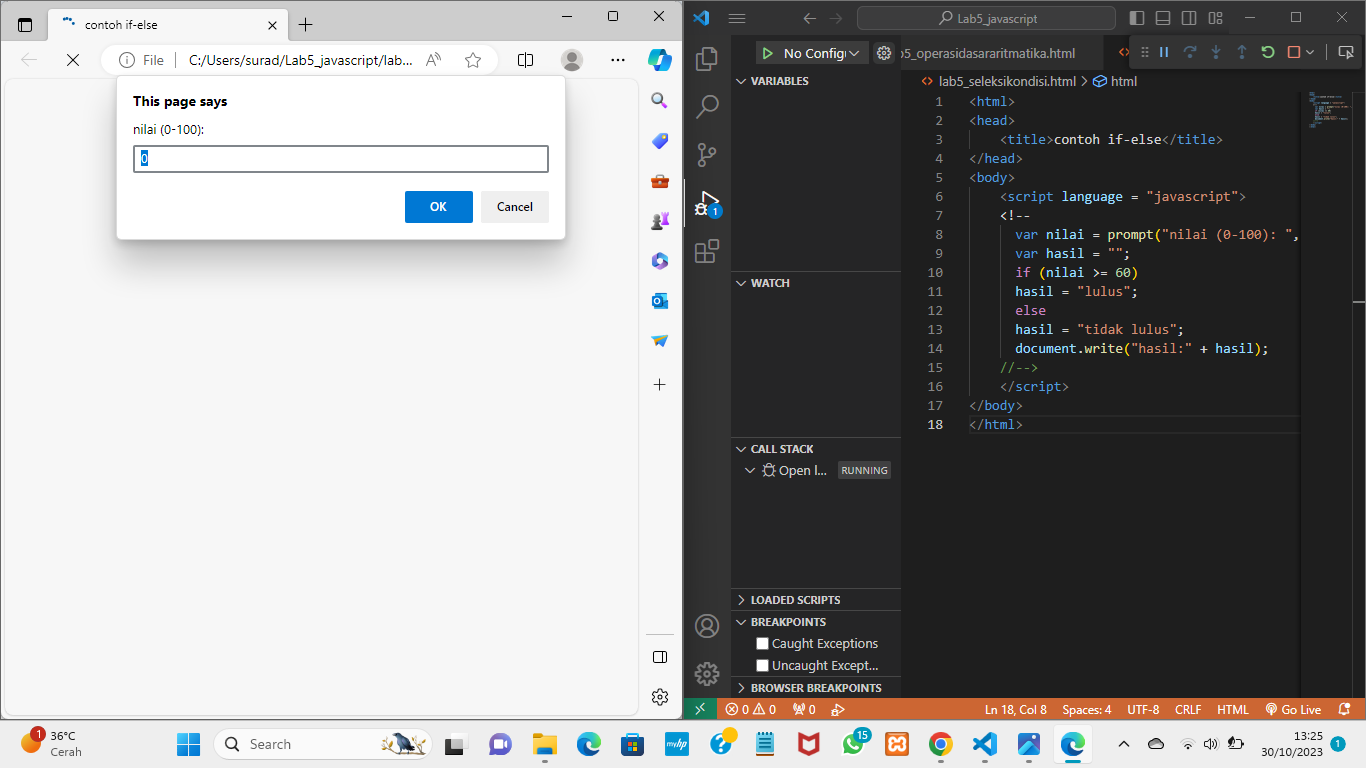 contoh if-else
File
C:/Users/surad/Lab5_javascript/lab...
This page says
nilai (0-100):
0
OK
Cancel
Lab5_javascript
No Configu
b5_operasidasararitmatika.html
VARIABLES
WATCH
CALL STACK
Open l...
RUNNING
LOADED SCRIPTS
BREAKPOINTS
Caught Exceptions
Uncaught Except...
BROWSER BREAKPOINTS
1
lab5_seleksikondisi.html > html
1 <html>
2 <head>
3 <title>contoh if-else</title>
4 </head>
5 <body>
6 <script language = "javascript">
7 <!--
8 var nilai = prompt("nilai (0-100): ",
9 var hasil = "";
10 if (nilai >= 60)
11 hasil = "lulus";
12 else
13 hasil = "tidak lulus";
14 document.write("hasil:" + hasil);
15 //-->
16 </script>
17 </body>
18 </html>
0 0 0
Ln 18, Col 8 Spaces: 4 UTF-8 CRLF HTML Go Live
1
36°C
Cerah
Search
myhp
15
13:25
30/10/2023
1